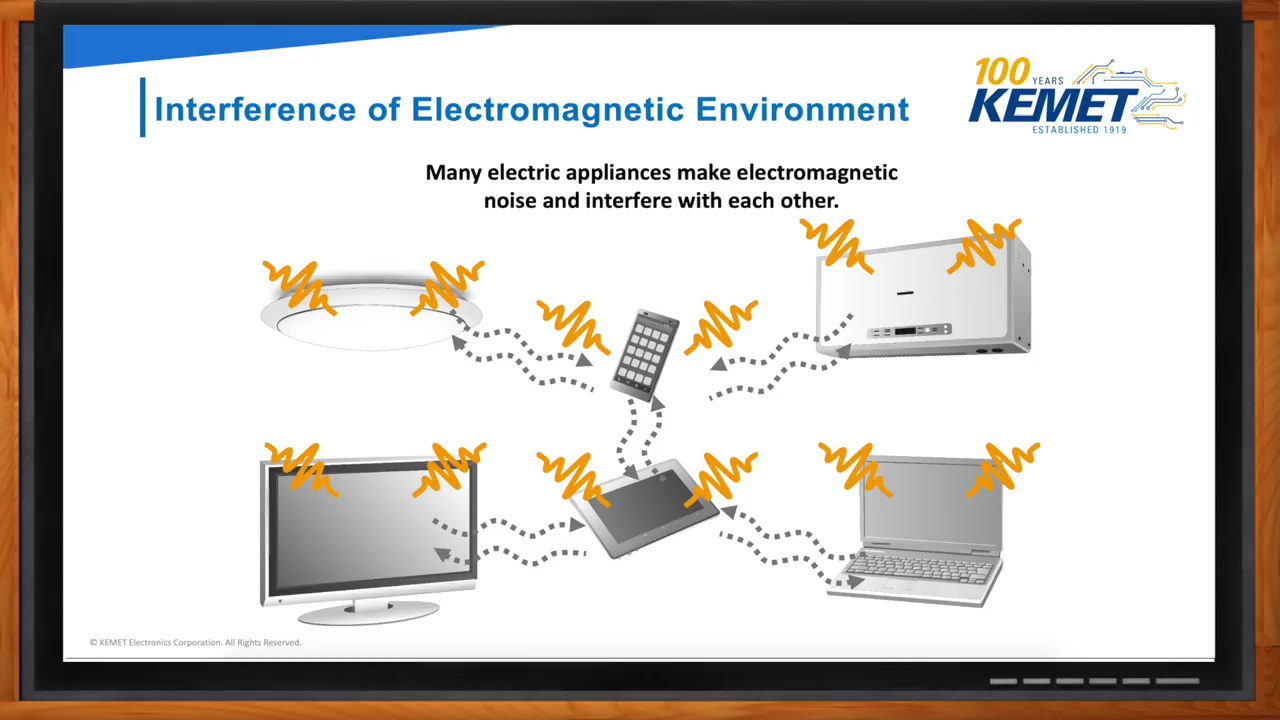 100
YEARS
KEMET
ESTABLISHED 1919
Interference of Electromagnetic Environment
Many electric appliances make electromagnetic
noise and interfere with each other.
© KEMET Electronics Corporation. All Rights Reserved.